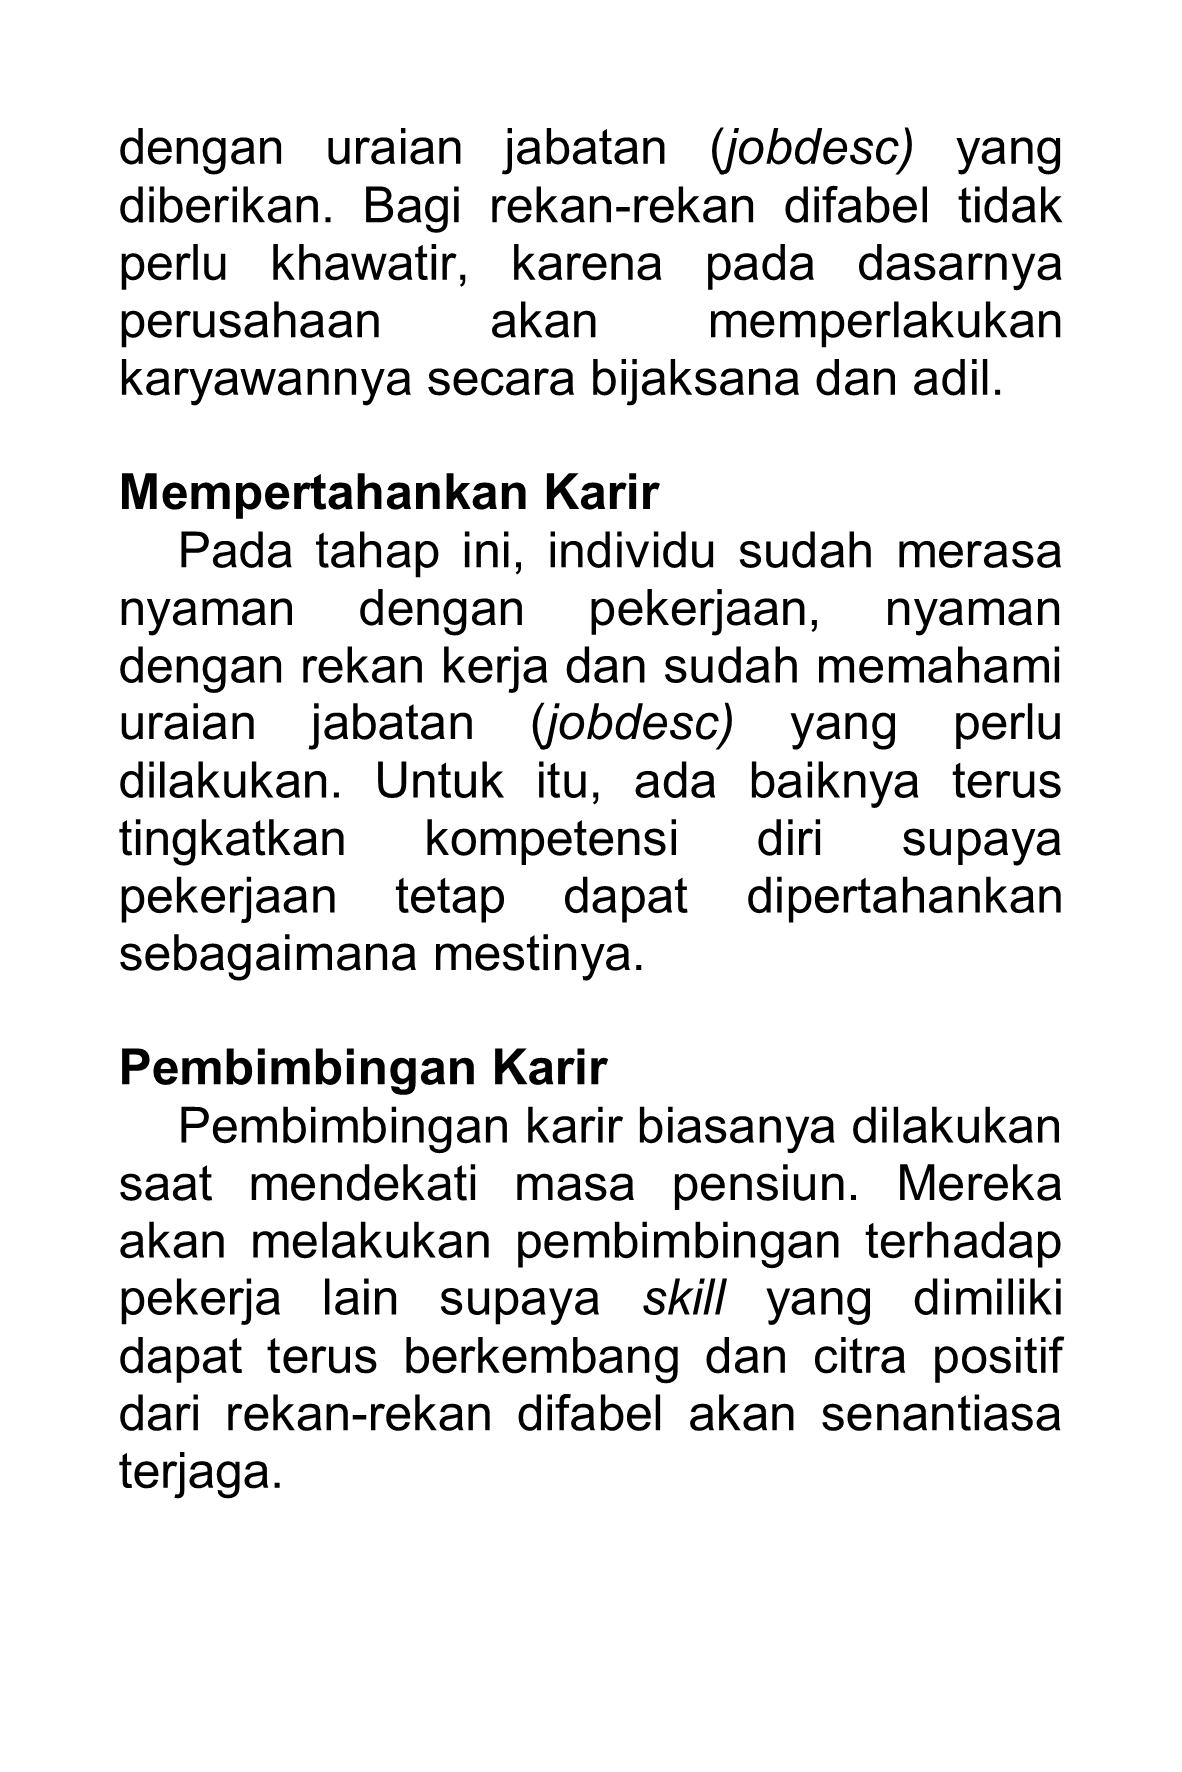 dengan uraian jabatan (jobdesc) yang
diberikan. Bagi rekan-rekan difabel tidak
perlu khawatir, karena pada dasarnya
perusahaan akan memperlakukan
karyawannya secara bijaksana dan adil.
Mempertahankan Karir
Pada tahap ini, individu sudah merasa
nyaman dengan pekerjaan, nyaman
dengan rekan kerja dan sudah memahami
uraian jabatan (jobdesc) yang perlu
dilakukan. Untuk itu, ada baiknya terus
tingkatkan kompetensi diri supaya
pekerjaan tetap dapat dipertahankan
sebagaimana mestinya.
Pembimbingan Karir
Pembimbingan karir biasanya dilakukan
saat mendekati masa pensiun. Mereka
akan melakukan pembimbingan terhadap
pekerja lain supaya skill yang dimiliki
dapat terus berkembang dan citra positif
dari rekan-rekan difabel akan senantiasa
terjaga.